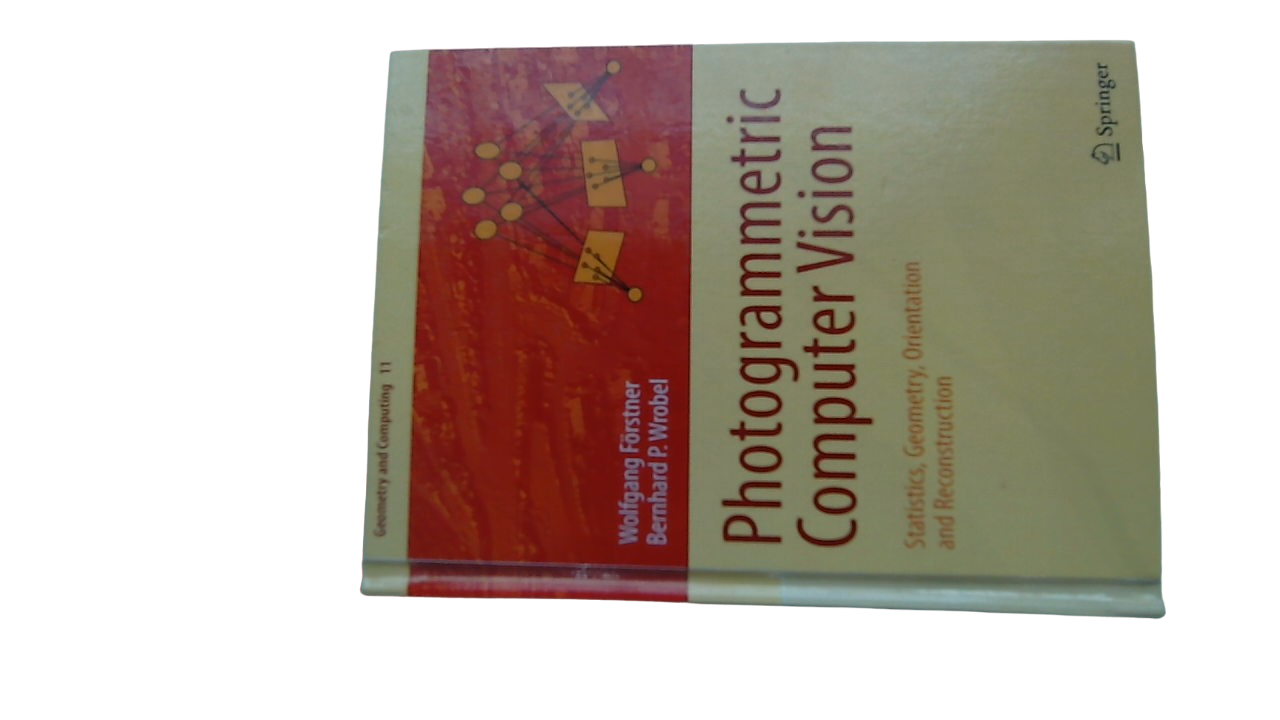 Geometry and Computing 11
Wolfgang Förstner
Bernhard P. Wrobel
Photogrammetric
Computer Vision
Statistics, Geometry, Orientation
and Reconstruction
Springer